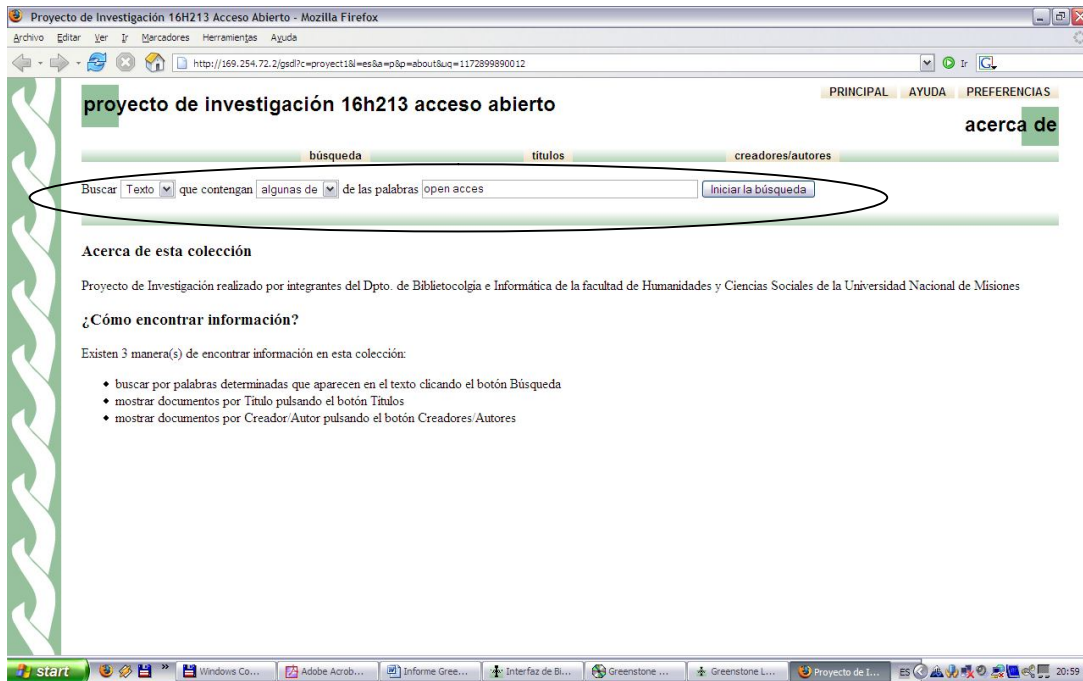 Proyecto de Investigación 16H213 Acceso Abierto - Mozilla Firefox
Archivo Editar Ver Ir Marcadores Herramientas Ayuda
http://169.254.72.2/gsdl?c=proyect1&l=es&a=p&p=about&uq=1172899890012 Ir
proyecto de investigación 16h213 acceso abierto
PRINCIPAL AYUDA PREFERENCIAS
acerca de
búsqueda títulos creadores/autores
Buscar Texto que contengan algunas de de las palabras open acces Iniciar la búsqueda
Acerca de esta colección
Proyecto de Investigación realizado por integrantes del Dpto. de Biblietocolgia e Informática de la facultad de Humanidades y Ciencias Sociales de la Universidad Nacional de Misiones
¿Cómo encontrar información?
Existen 3 manera(s) de encontrar información en esta colección:
• buscar por palabras determinadas que aparecen en el texto clicando el botón Búsqueda
• mostrar documentos por Título pulsando el botón Títulos
• mostrar documentos por Creador/Autor pulsando el botón Creadores/Autores
start » Windows Co... Adobe Acrob... Informe Gree... Interfaz de Bi... Greenstone ... Greenstone L... Proyecto de I... ES 20:59